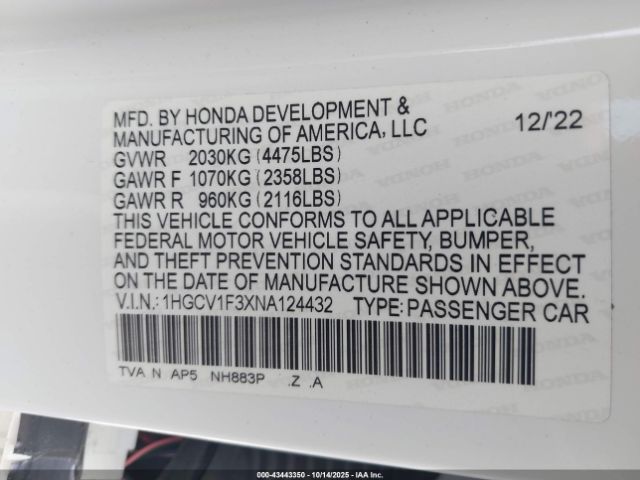 MFD. BY HONDA DEVELOPMENT &
MANUFACTURING OF AMERICA, LLC 12/'22
GVWR 2030KG (4475LBS)
GAWR F 1070KG (2358LBS)
GAWR R 960KG (2116LBS)
THIS VEHICLE CONFORMS TO ALL APPLICABLE
FEDERAL MOTOR VEHICLE SAFETY, BUMPER,
AND THEFT PREVENTION STANDARDS IN EFFECT
ON THE DATE OF MANUFACTURE SHOWN ABOVE.
V.I.N.: 1HGCV1F3XNA124432 TYPE: PASSENGER CAR
TVA N AP5 NH883P .Z .A
000-43443350 | 10/14/2025 - IAA4US